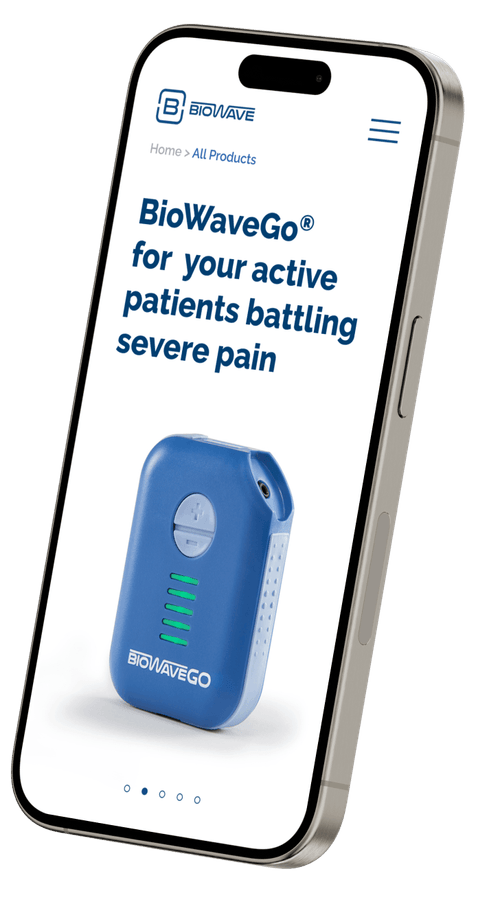 B BIOWAVE
Home > All Products
BioWaveGo®
for your active
patients battling
severe pain
+
-
BIOWAVEGO